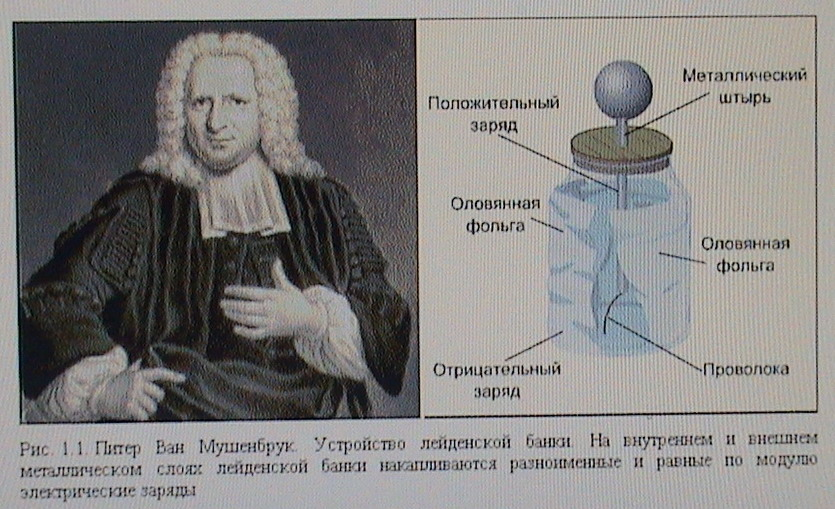 Металлический
штырь
Положительный
заряд
Оловянная
фольга
Оловянная
фольга
Отрицательный
заряд
Проволока
Рис. 1.1. Питер Ван Мушенбрук. Устройство лейденской банки. На внутреннем и внешнем
металлическом слоях лейденской банки накапливаются разноименные и равные по модулю
электрические заряды